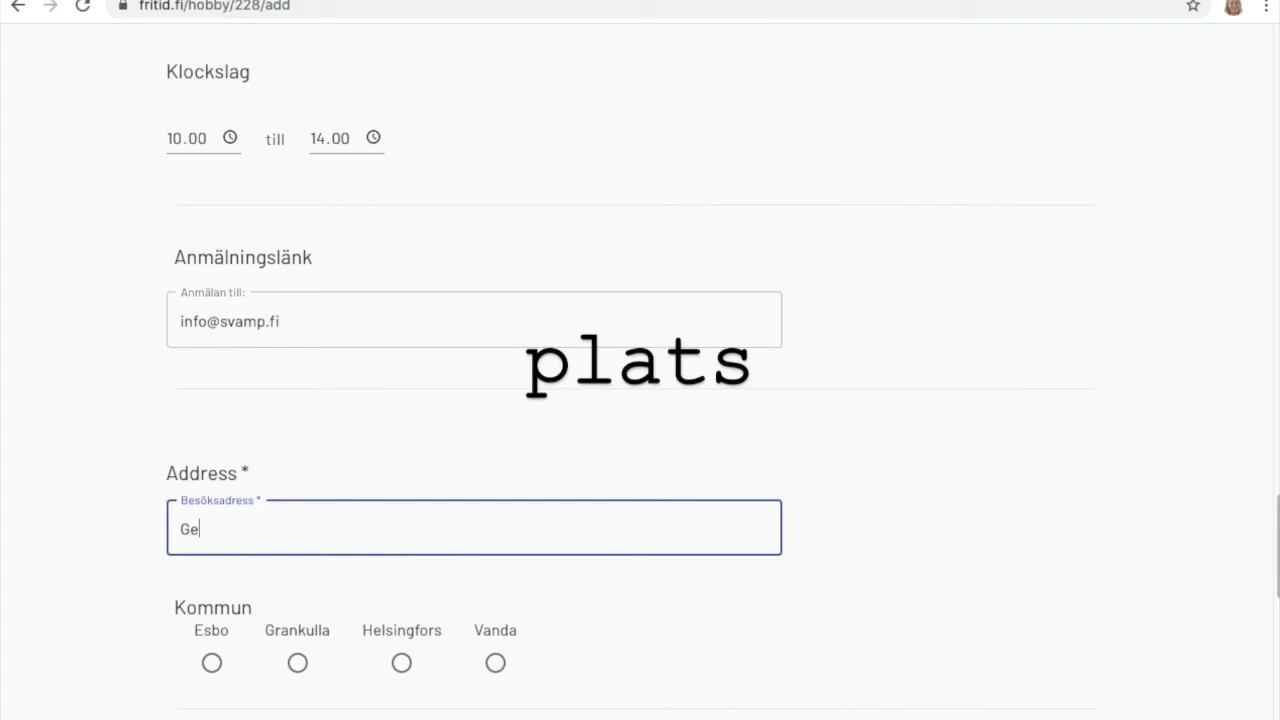 fritid.fi/hobby/228/add
Klockslag
10.00 till 14.00
Anmälningslänk
Anmälan till:
info@svamp.fi
plats
Address *
Besöksadress *
Ge
Kommun
Esbo Grankulla Helsingfors Vanda